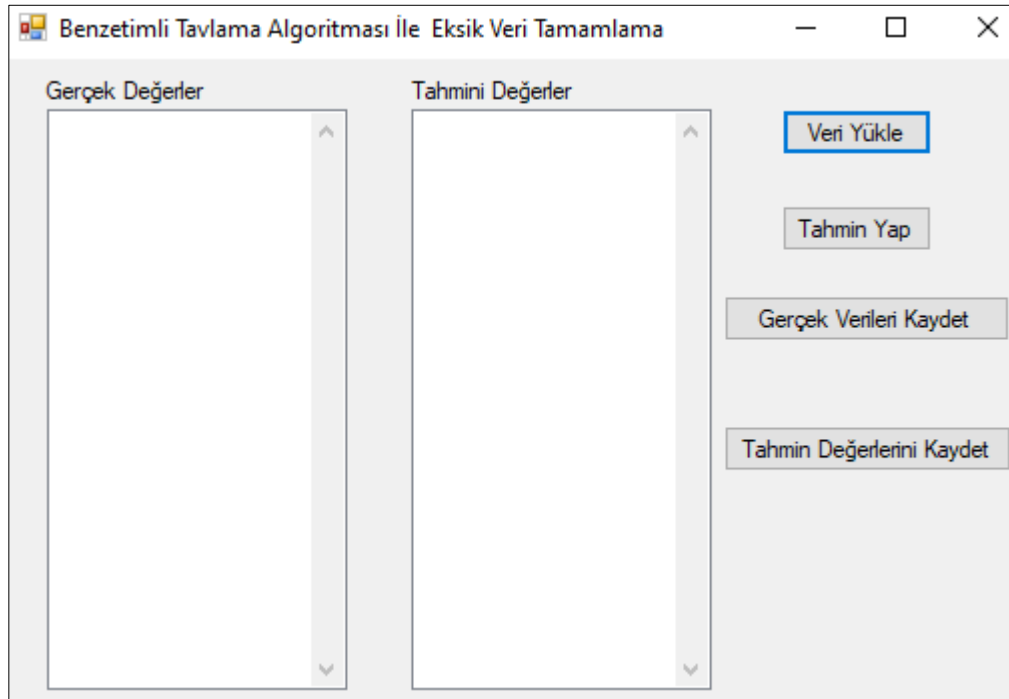 Benzetimli Tavlama Algoritması İle  Eksik Veri Tamamlama
Gerçek Değerler
Tahmini Değerler
Veri Yükle
Tahmin Yap
Gerçek Verileri Kaydet
Tahmin Değerlerini Kaydet